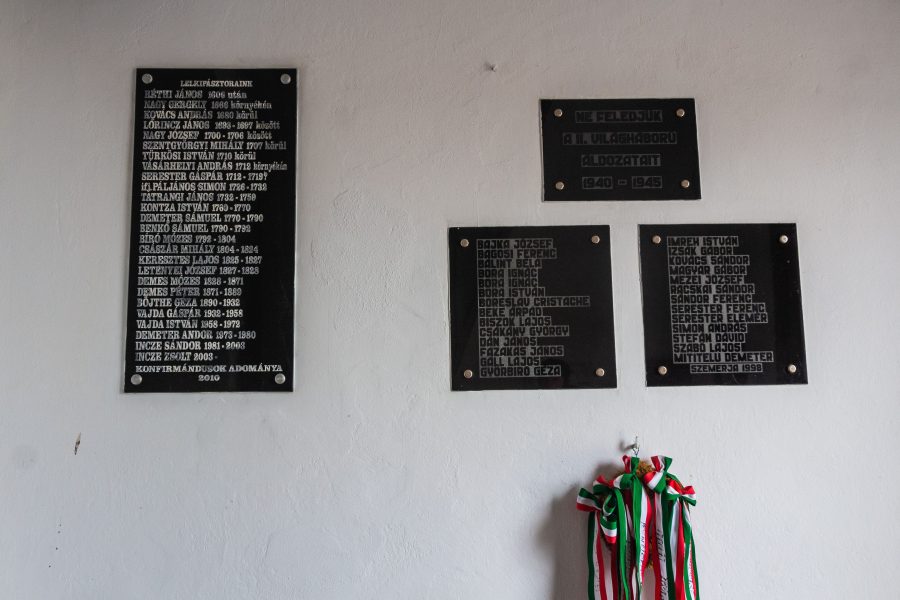 LELKIPÁSZTORAINK
RÉTHI JÁNOS 1606 után
NAGY GERGELY 1666 környékén
KOVÁCS ANDRÁS 1680 körül
LŐRINCZ JÁNOS 1693-1697 között
NAGY JÓZSEF 1700-1706 között
SZENTGYÖRGYI MIHÁLY 1707 körül
TÜRKÖSI ISTVÁN 1710 körül
VÁSÁRHELYI ANDRÁS 1712 környékén
SERESTER GÁSPÁR 1712-1719†
ifj. PÁLJÁNOS SIMON 1726-1732
TATRANGI JÁNOS 1732-1759
KONTZA ISTVÁN 1769-1770
DEMETER SÁMUEL 1770-1790
BENKŐ SÁMUEL 1790-1792
BÍRÓ MÓZES 1792-1804
CSÁSZÁR MIHÁLY 1804-1824
KERESZTES LAJOS 1825-1827
LETENYEI JÓZSEF 1827-1828
DEMES MÓZES 1828-1871
DEMES PÉTER 1871-1889
BÖJTHE GÉZA 1890-1932
VAJDA GÁSPÁR 1932-1958
VAJDA ISTVÁN 1958-1972
DEMETER ANDOR 1973-1980
INCZE SÁNDOR 1981-2003
INCZE ZSOLT 2003-
KONFIRMÁNDUSOK ADOMÁNYA
2010
NE FELEDJÜK
A II. VILÁGHÁBORÚ
ÁLDOZATAIT
1940 - 1945
BAJKA JÓZSEF
BAGOSI FERENC
BÁLINT BÉLA
BORA IGNÁC
BORA IGNÁC
BORA ISTVÁN
BORESLAV CRISTACHE
BEKE ÁRPÁD
BISZOK LAJOS
CSÁKÁNY GYÖRGY
DÁN JÁNOS
FAZAKAS JÁNOS
GÁLL LAJOS
GYÖRBÍRÓ GÉZA
IMREH ISTVÁN
IZSÁK GÁBOR
KOVÁCS SÁNDOR
MAGYAR GÁBOR
MEZEI JÓZSEF
RÁCSKAI SÁNDOR
SÁNDOR FERENC
SERESTER FERENC
SERESTER ELEMÉR
SIMON ANDRÁS
STEFÁN DÁVID
SZABÓ LAJOS
MITITELU DEMETER
SZEMERJA 1998